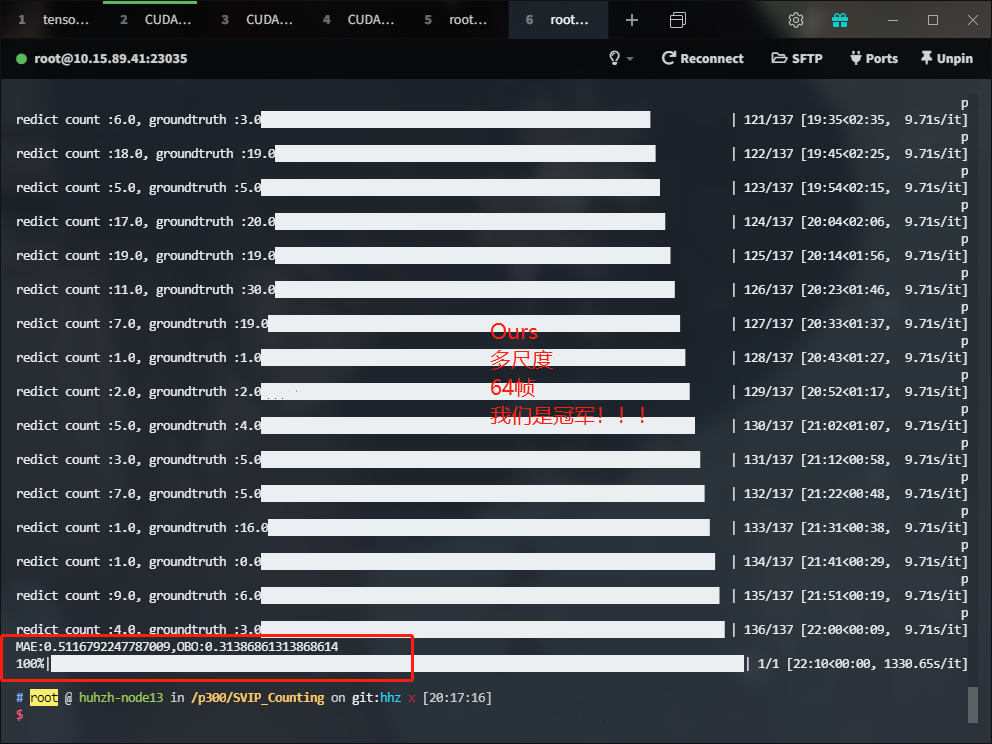 1 tenso... 2 CUDA... 3 CUDA... 4 CUDA... 5 root... 6 root...
root@10.15.89.41:23035 Reconnect SFTP Ports Unpin
p
redict count :6.0, groundtruth :3.0 | 121/137 [19:35<02:35, 9.71s/it]
p
redict count :18.0, groundtruth :19.0 | 122/137 [19:45<02:25, 9.71s/it]
p
redict count :5.0, groundtruth :5.0 | 123/137 [19:54<02:15, 9.71s/it]
p
redict count :17.0, groundtruth :20.0 | 124/137 [20:04<02:06, 9.71s/it]
p
redict count :19.0, groundtruth :19.0 | 125/137 [20:14<01:56, 9.71s/it]
p
redict count :11.0, groundtruth :30.0 | 126/137 [20:23<01:46, 9.71s/it]
p
redict count :7.0, groundtruth :19.0 | 127/137 [20:33<01:37, 9.71s/it]
Ours
p
redict count :1.0, groundtruth :1.0 | 128/137 [20:43<01:27, 9.71s/it]
多尺度
p
redict count :2.0, groundtruth :2.0 | 129/137 [20:52<01:17, 9.71s/it]
64帧
p
redict count :5.0, groundtruth :4.0 | 130/137 [21:02<01:07, 9.71s/it]
我们是冠军！！！
p
redict count :3.0, groundtruth :5.0 | 131/137 [21:12<00:58, 9.71s/it]
p
redict count :7.0, groundtruth :5.0 | 132/137 [21:22<00:48, 9.71s/it]
p
redict count :1.0, groundtruth :16.0 | 133/137 [21:31<00:38, 9.71s/it]
p
redict count :1.0, groundtruth :0.0 | 134/137 [21:41<00:29, 9.71s/it]
p
redict count :9.0, groundtruth :6.0 | 135/137 [21:51<00:19, 9.71s/it]
p
redict count :4.0, groundtruth :3.0 | 136/137 [22:00<00:09, 9.71s/it]
MAE:0.5116792247787009,OBO:0.31386861313868614
100%| | 1/1 [22:10<00:00, 1330.65s/it]
# root @ huhzh-node13 in /p300/SVIP_Counting on git:hhz x [20:17:16]
$